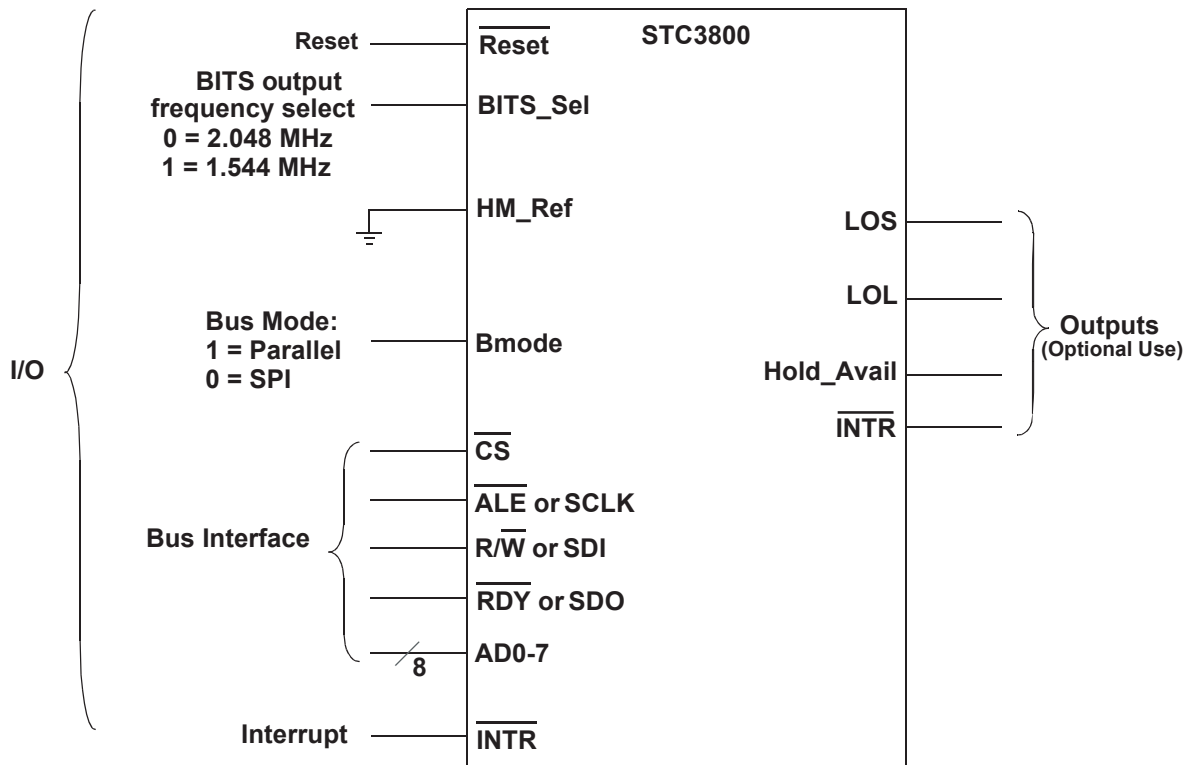 STC3800
Reset
Reset
BITS output
frequency select
0 = 2.048 MHz
1 = 1.544 MHz
BITS_Sel
HM_Ref
Bus Mode:
1 = Parallel
0 = SPI
Bmode
I/O
Bus Interface
CS
ALE or SCLK
R/W or SDI
RDY or SDO
8
AD0-7
Interrupt
INTR
LOS
LOL
Hold_Avail
INTR
Outputs
(Optional Use)